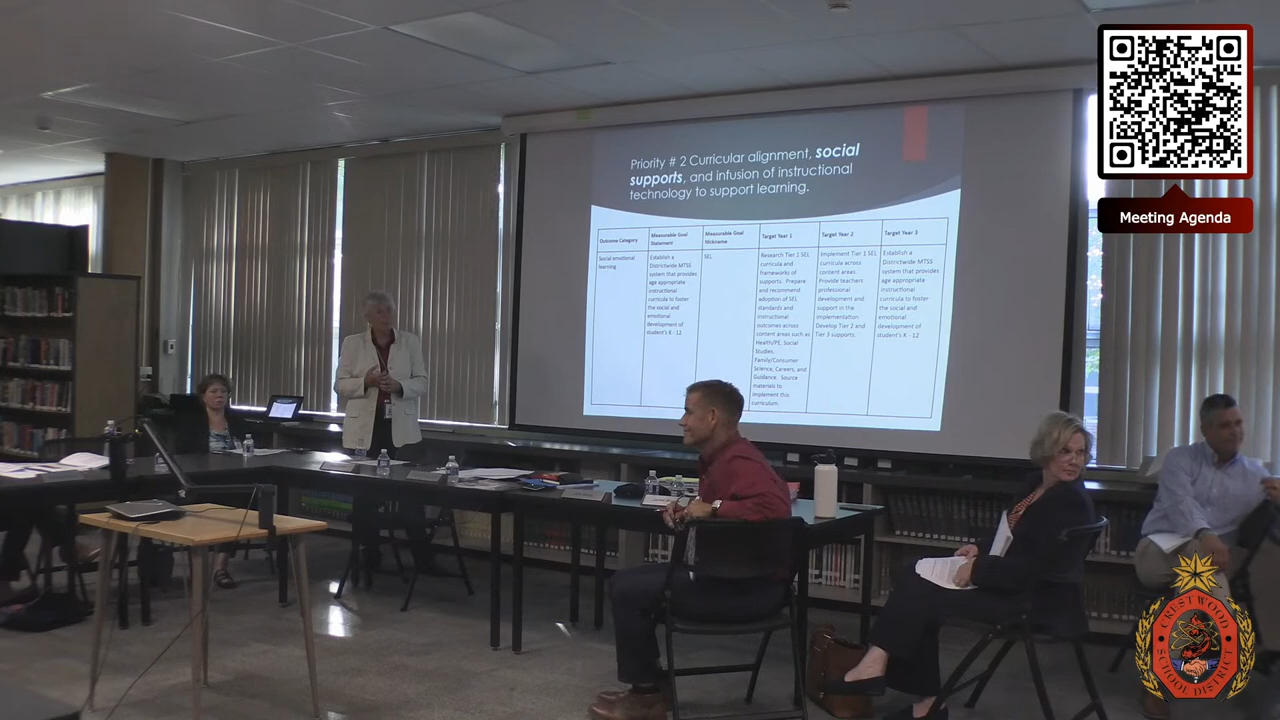 Priority # 2 Curricular alignment, social
supports, and infusion of instructional
technology to support learning.
Outcome Category
Measurable Goal
Statement
Measurable Goal
Nickname
Target Year 1
Target Year 2
Target Year 3
Social emotional
learning
Establish a
Districtwide MTSS
system that provides
age appropriate
instructional
curricula to foster
the social and
emotional
development of
student's K - 12
SEL
Research Tier 1 SEL
curricula and
frameworks of
supports. Prepare
and recommend
adoption of SEL
standards and
instructional
outcomes across
content areas such as
Health/PE, Social
Studies,
Family/Consumer
Science, Careers, and
Guidance. Source
materials to
implement this
curriculum.
Implement Tier 1 SEL
curricula across
content areas.
Provide teachers
professional
development and
support in the
implementation
Develop Tier 2 and
Tier 3 supports.
Establish a
Districtwide MTSS
system that provides
age appropriate
instructional
curricula to foster
the social and
emotional
development of
student's K - 12
Meeting Agenda
CRESTWOOD
SCHOOL DISTRICT